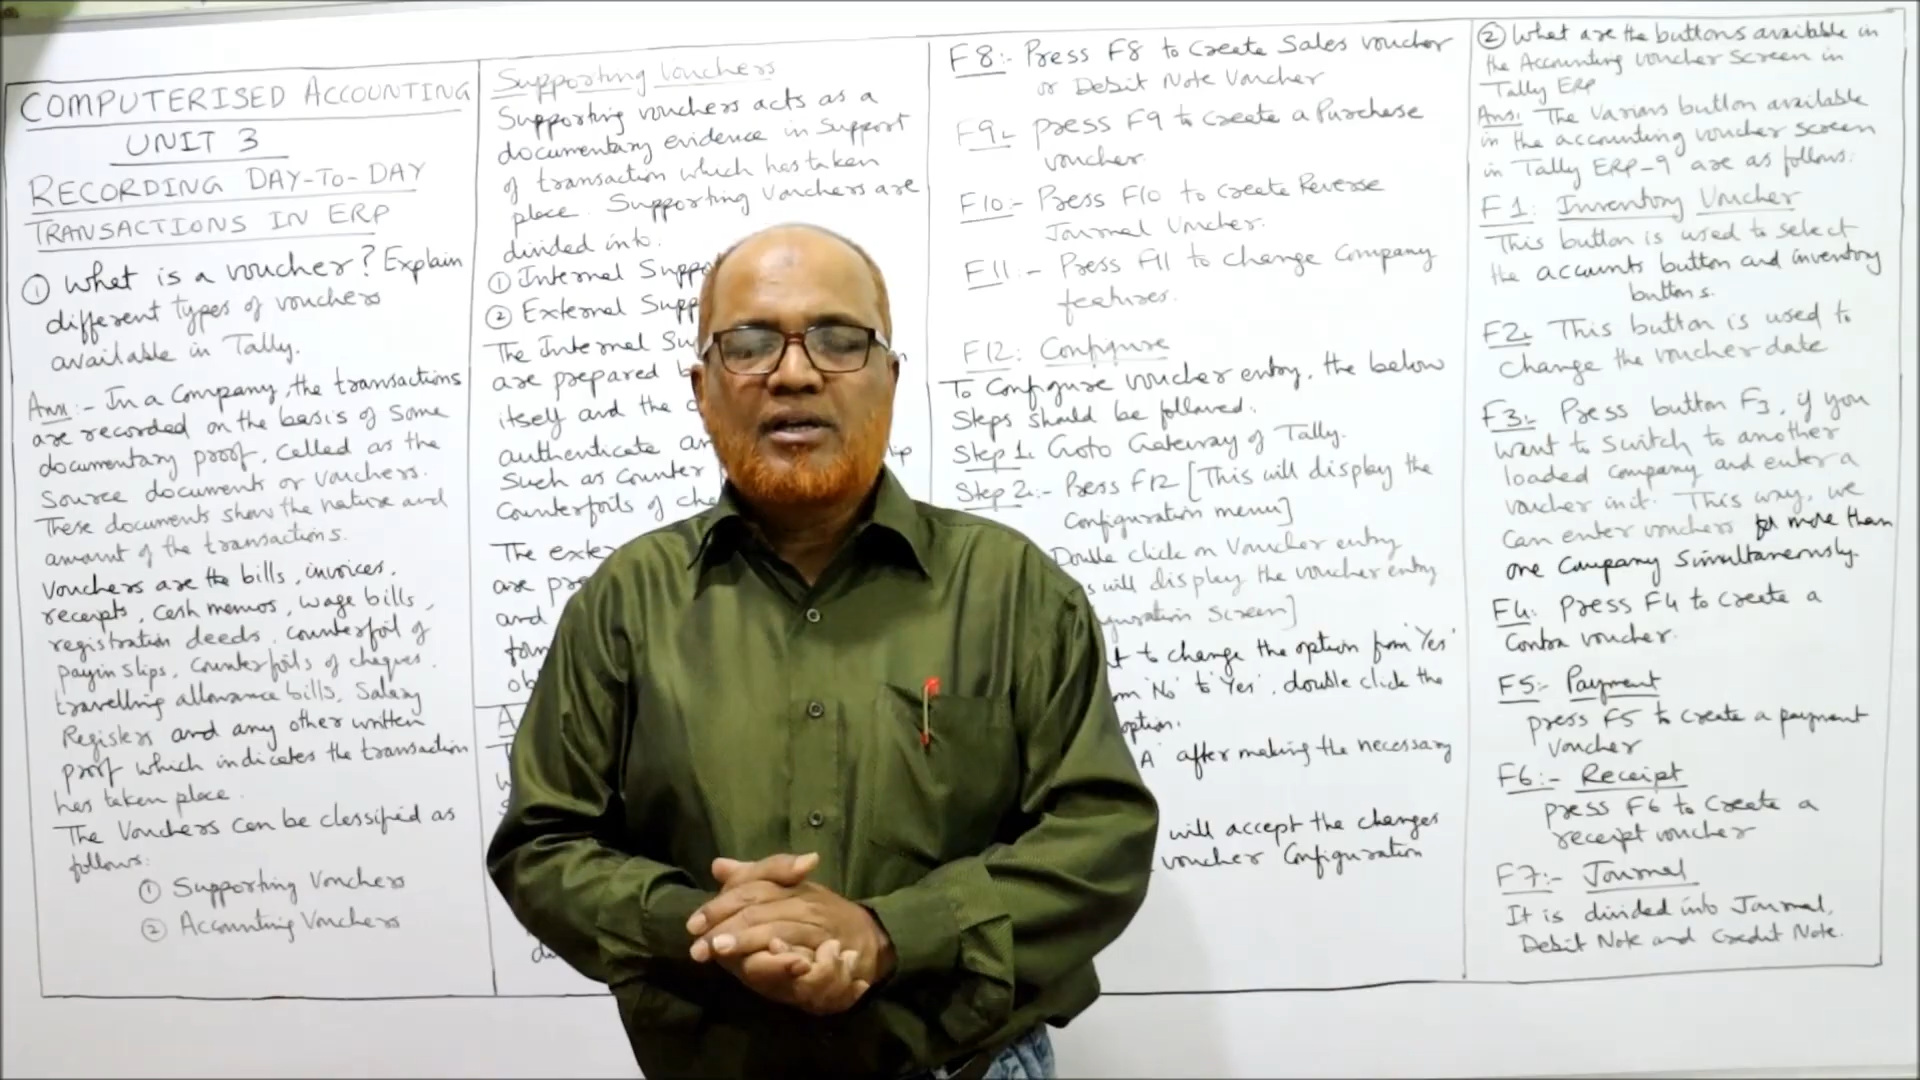 COMPUTERISED ACCOUNTING
UNIT 3
RECORDING DAY-TO-DAY
TRANSACTIONS IN ERP
① What is a voucher? Explain
different types of vouchers
available in Tally.
Ans:- In a Company, the transactions
are recorded on the basis of some
documentary proof, called as the
Source documents or vouchers.
These documents show the nature and
amount of the transactions.
Vouchers are the bills, invoices,
receipts, cash memos, wage bills,
registration deeds, counterfoil of
payin slips, counterfoils of cheques,
travelling allowance bills, Salary
Registers and any other written
proof which indicates the transaction
has taken place.
The Vouchers can be classified as
follows:
① Supporting Vouchers
② Accounting Vouchers
Supporting Vouchers
Supporting vouchers acts as a
documentary evidence in support
of transaction which has taken
place. Supporting Vouchers are
divided into:
① Internal Suppo
② External Supp
The Internal Su
are prepared b
itself and the c
authenticate an
Such as Counter
Counterfoils of che
The exter
are pre
and
form
ob
F8:- Press F8 to create Sales voucher
or Debit Note Voucher
F9:- press F9 to create a Purchase
voucher.
F10:- Press F10 to create Reverse
Journal Voucher.
F11:- Press F11 to change Company
features.
F12: Configure
To Configure voucher entry, the below
Steps should be followed.
Step 1. Goto Gateway of Tally.
Step 2:- Press F12 [This will display the
Configuration menu]
Double click on Voucher entry
s will display the voucher entry
guration Screen]
t to change the option from 'Yes'
om 'No' to 'Yes', double click the
option.
'A' after making the necessary
will accept the changes
voucher Configuration
② What are the buttons available in
the Accounting voucher screen in
Tally ERP
Ans: The Various button available
in the accounting voucher screen
in Tally ERP-9 are as follows:
F1: Inventory Voucher
This button is used to select
the accounts button and inventory
buttons.
F2: This button is used to
change the voucher date
F3: Press button F3, if you
want to switch to another
loaded company and enter a
voucher in it. This way, we
can enter vouchers for more than
one Company Simultaneously.
F4: Press F4 to create a
Contra voucher.
F5:- Payment
press F5 to create a payment
voucher
F6:- Receipt
press F6 to create a
receipt voucher
F7:- Journal
It is divided into Journal,
Debit Note and Credit Note.